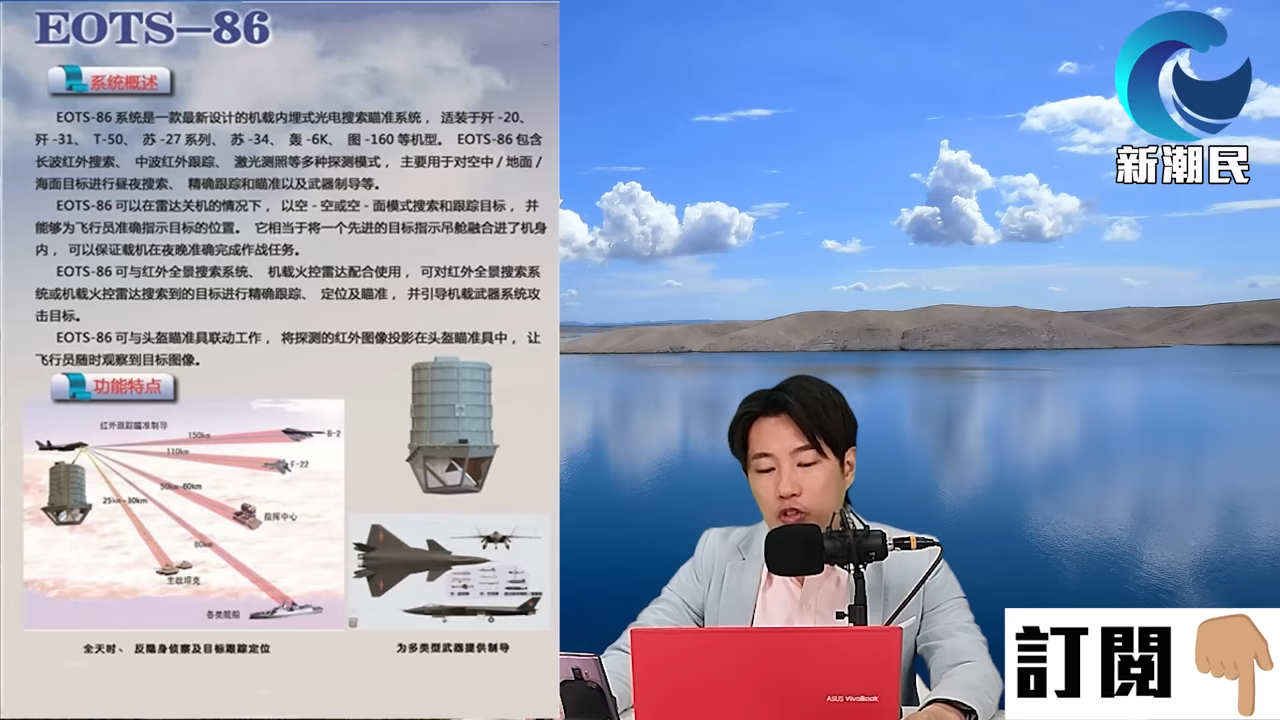 EOTS—86
系统概述
EOTS-86 系统是一款最新设计的机载内埋式光电搜索瞄准系统，适装于歼 -20、
歼 -31、 T-50、 苏 -27 系列、 苏 -34、 轰 -6K、 图 -160 等机型。 EOTS-86 包含
长波红外搜索、 中波红外跟踪、 激光测照等多种探测模式，主要用于对空中 / 地面 /
海面目标进行昼夜搜索、 精确跟踪和瞄准以及武器制导等。
EOTS-86 可以在雷达关机的情况下，以空 - 空或空 - 面模式搜索和跟踪目标，并
能够为飞行员准确指示目标的位置。 它相当于将一个先进的目标指示吊舱融合进了机身
内，可以保证载机在夜晚准确完成作战任务。
EOTS-86 可与红外全景搜索系统、 机载火控雷达配合使用，可对红外全景搜索系
统或机载火控雷达搜索到的目标进行精确跟踪、 定位及瞄准，并引导机载武器系统攻
击目标。
EOTS-86 可与头盔瞄准具联动工作，将探测的红外图像投影在头盔瞄准具中，让
飞行员随时观察到目标图像。
功能特点
红外跟踪瞄准制导
150km
B-2
110km
F-22
50km-60km
指挥中心
25km-30km
80km
主战坦克
各类舰船
全天时、 反隐身侦察及目标跟踪定位
为多类型武器提供制导
新潮民
ASUS VivoBook
訂閱